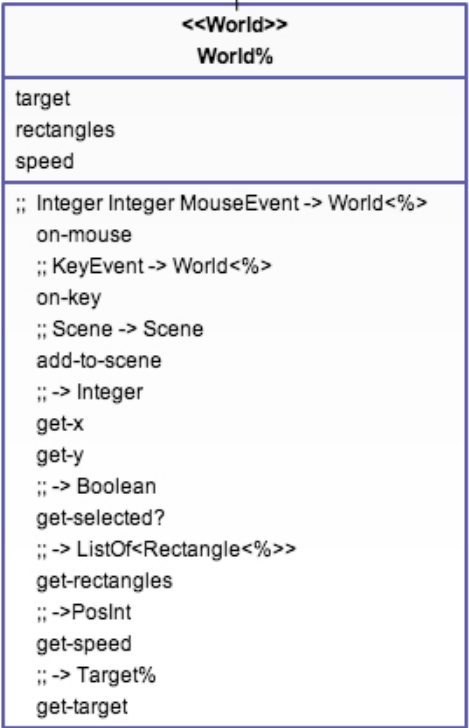 <<World>>
World%
target
rectangles
speed
;; Integer Integer MouseEvent -> World<%>
on-mouse
;; KeyEvent -> World<%>
on-key
;; Scene -> Scene
add-to-scene
;; -> Integer
get-x
get-y
;; -> Boolean
get-selected?
;; -> ListOf<Rectangle<%>>
get-rectangles
;; ->PosInt
get-speed
;; -> Target%
get-target